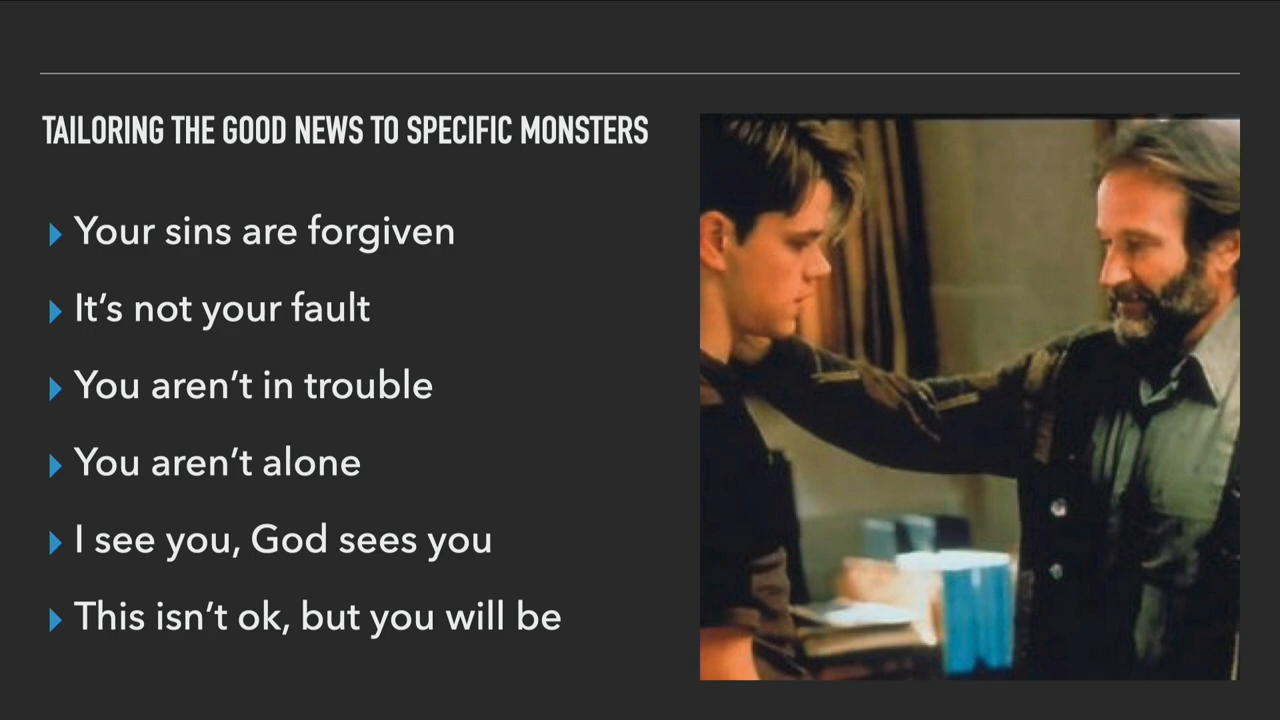 TAILORING THE GOOD NEWS TO SPECIFIC MONSTERS
Your sins are forgiven
It’s not your fault
You aren’t in trouble
You aren’t alone
I see you, God sees you
This isn’t ok, but you will be